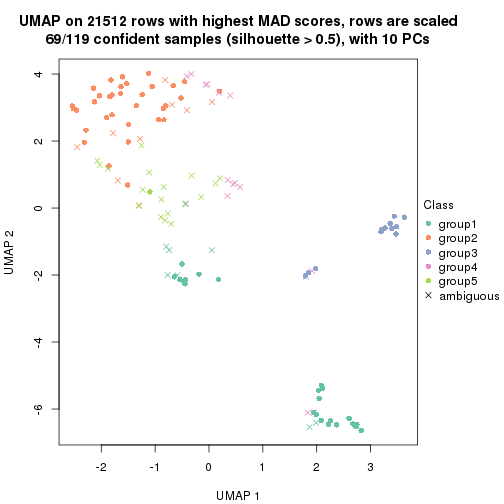 UMAP on 21512 rows with highest MAD scores, rows are scaled
69/119 confident samples (silhouette > 0.5), with 10 PCs
4
2
0
-2
-4
-6
UMAP 2
-2
-1
0
1
2
3
UMAP 1
Class
group1
group2
group3
group4
group5
ambiguous